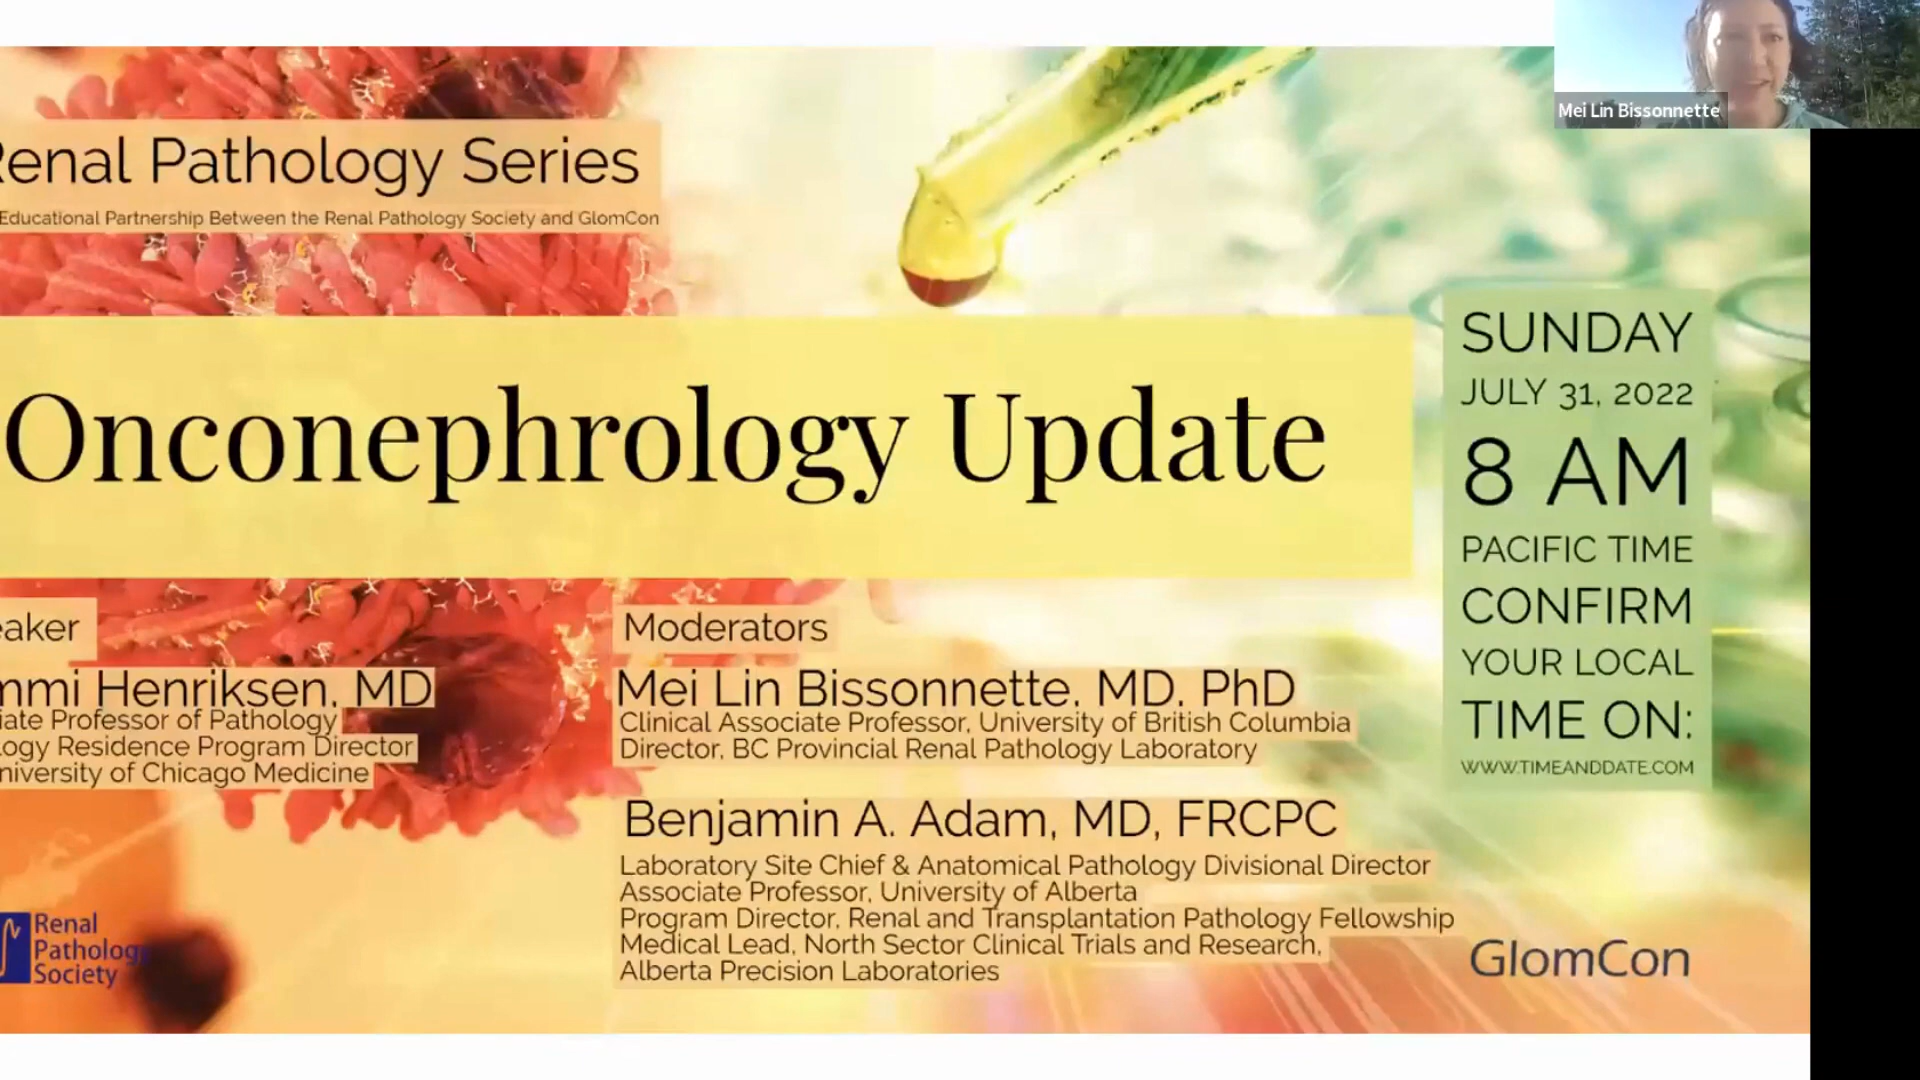 Mei Lin Bissonnette
Renal Pathology Series
Educational Partnership Between the Renal Pathology Society and GlomCon
Onconephrology Update
SUNDAY
JULY 31, 2022
8 AM
PACIFIC TIME
CONFIRM
YOUR LOCAL
TIME ON:
WWW.TIMEANDDATE.COM
eaker
mmi Henriksen, MD
iate Professor of Pathology
logy Residence Program Director
niversity of Chicago Medicine
Moderators
Mei Lin Bissonnette, MD, PhD
Clinical Associate Professor, University of British Columbia
Director, BC Provincial Renal Pathology Laboratory
Benjamin A. Adam, MD, FRCPC
Laboratory Site Chief & Anatomical Pathology Divisional Director
Associate Professor, University of Alberta
Program Director, Renal and Transplantation Pathology Fellowship
Medical Lead, North Sector Clinical Trials and Research,
Alberta Precision Laboratories
Renal
Pathology
Society
GlomCon